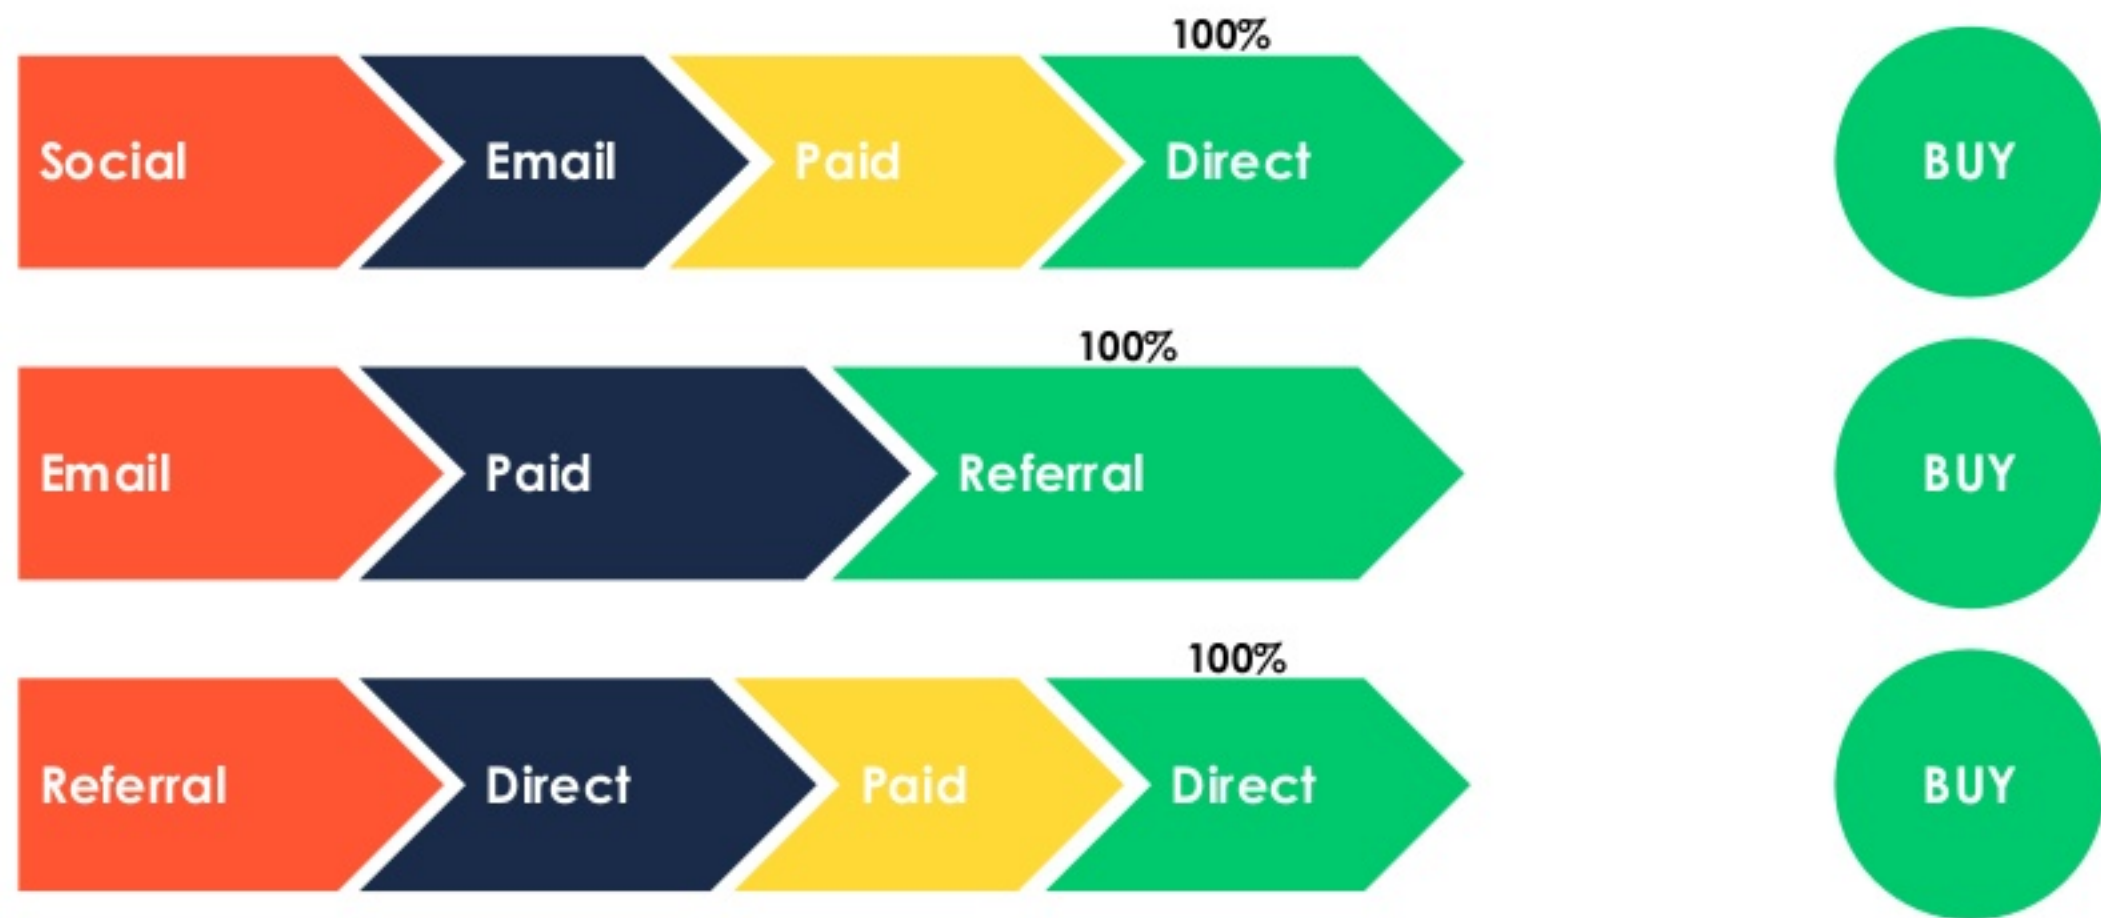 100%
Social Email Paid Direct BUY
100%
Email Paid Referral BUY
100%
Referral Direct Paid Direct BUY